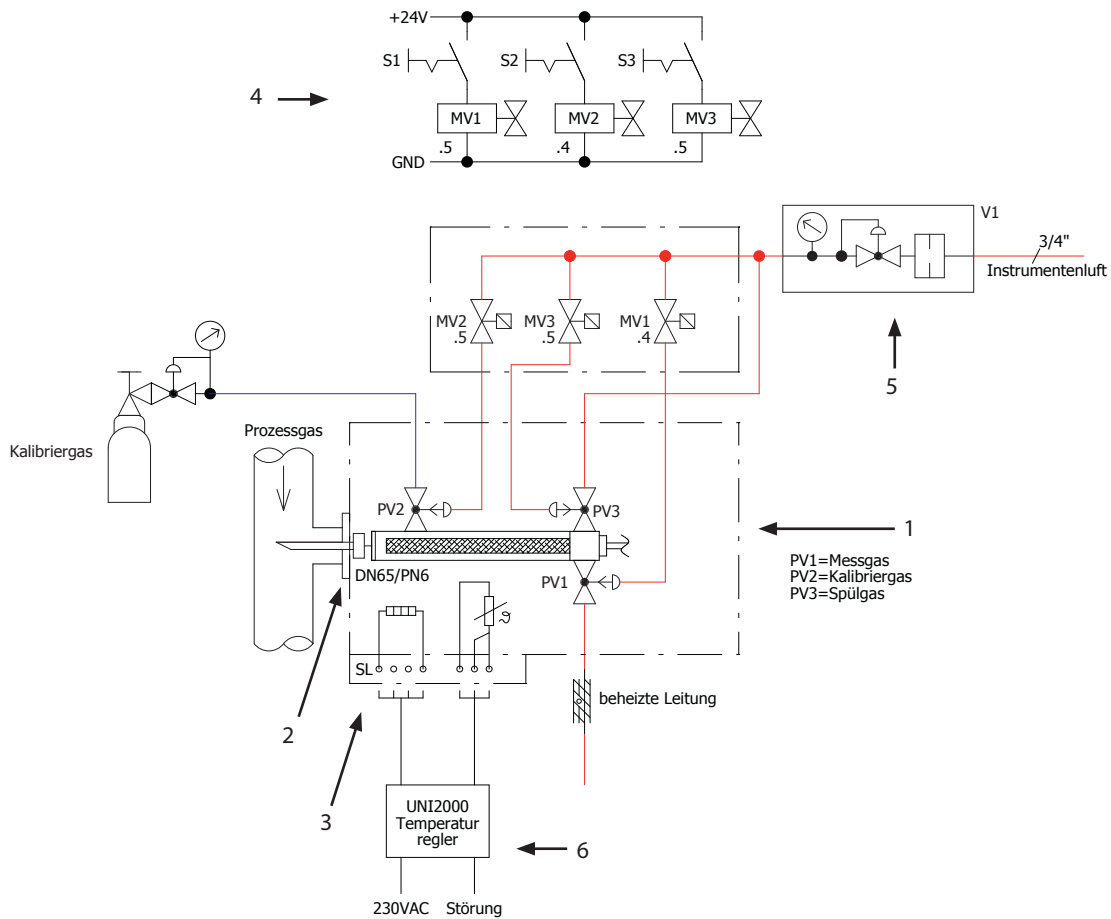 +24V
S1
S2
S3
4
MV1
MV2
MV3
.5
.4
.5
GND
V1
3/4"
Instrumentenluft
MV2
.5
MV3
.5
MV1
.4
5
Kalibriergas
Prozessgas
PV2
PV3
1
DN65/PN6
PV1
PV1=Messgas
PV2=Kalibriergas
PV3=Spülgas
ϑ
SL
beheizte Leitung
2
3
UNI2000
Temperatur
regler
6
230VAC
Störung